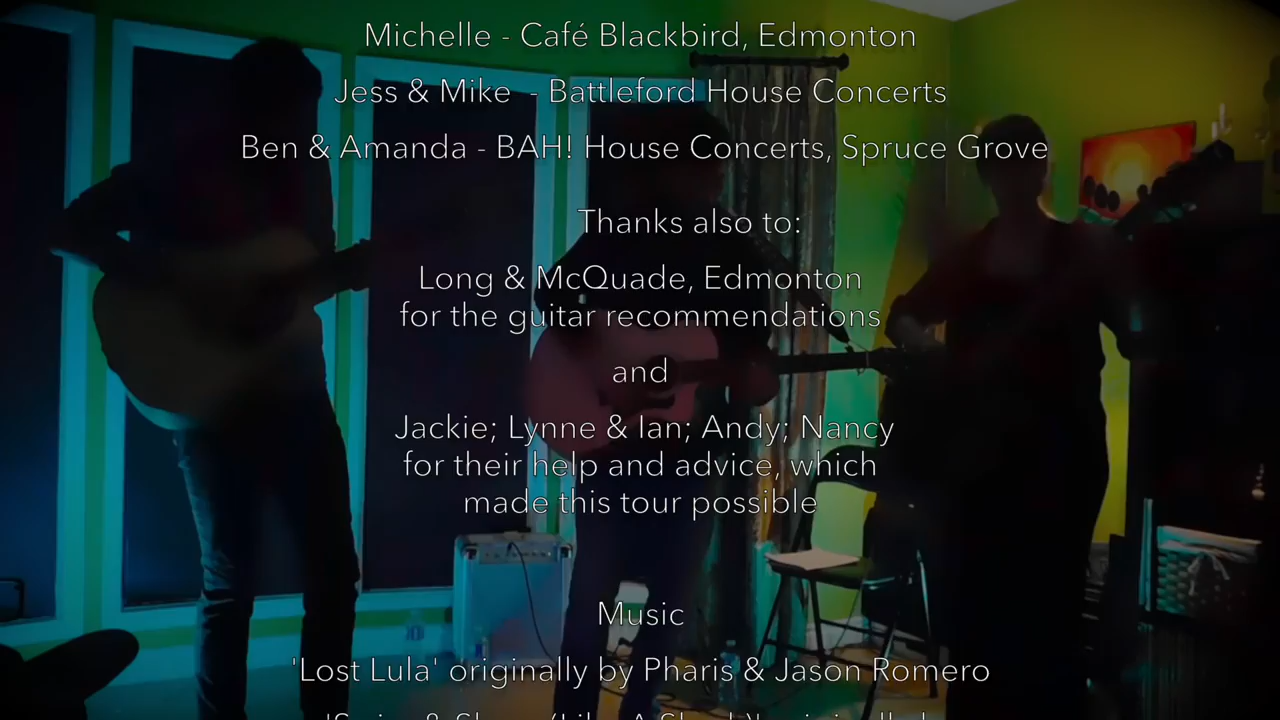 Michelle - Café Blackbird, Edmonton
Jess & Mike - Battleford House Concerts
Ben & Amanda - BAH! House Concerts, Spruce Grove
Thanks also to:
Long & McQuade, Edmonton
for the guitar recommendations
and
Jackie; Lynne & Ian; Andy; Nancy
for their help and advice, which
made this tour possible
Music
'Lost Lula' originally by Pharis & Jason Romero